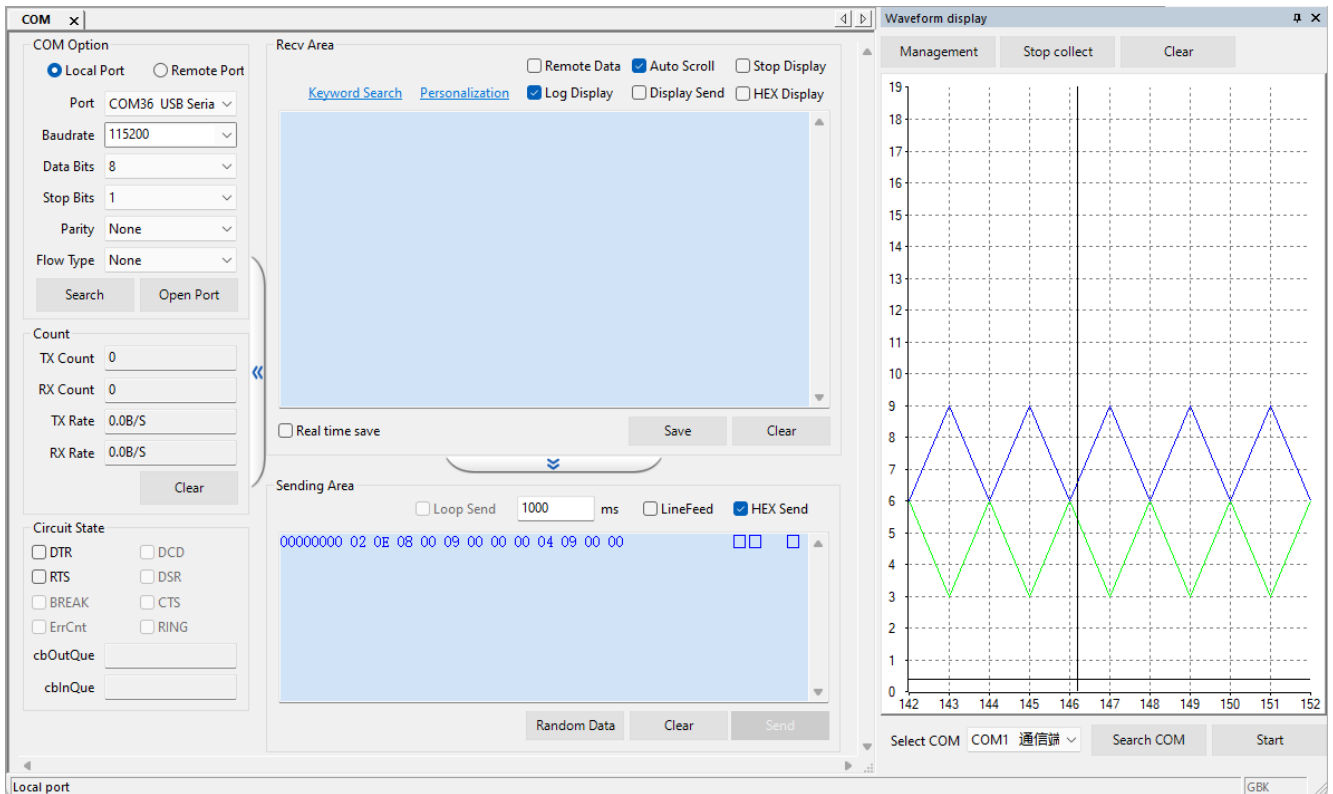 COM x
Waveform display
COM Option
Local Port Remote Port
Port COM36 USB Seria
Baudrate 115200
Data Bits 8
Stop Bits 1
Parity None
Flow Type None
Search Open Port
Count
TX Count 0
RX Count 0
TX Rate 0.0B/S
RX Rate 0.0B/S
Clear
Circuit State
DTR DCD
RTS DSR
BREAK CTS
ErrCnt RING
cbOutQue
cbInQue
Recv Area
Remote Data Auto Scroll Stop Display
Keyword Search Personalization Log Display Display Send HEX Display
Real time save Save Clear
Sending Area
Loop Send 1000 ms LineFeed HEX Send
00000000 02 0E 08 00 09 00 00 00 04 09 00 00
Random Data Clear Send
Management Stop collect Clear
19
18
17
16
15
14
13
12
11
10
9
8
7
6
5
4
3
2
1
0
142 143 144 145 146 147 148 149 150 151 152
Select COM COM1 通信端 Search COM Start
Local port GBK